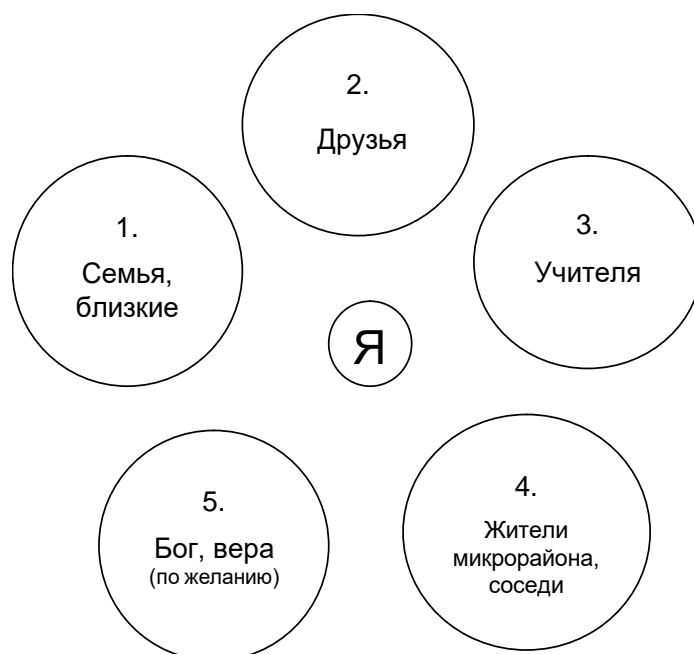 1.
Семья,
близкие
2.
Друзья
3.
Учителя
Я
4.
Жители
микрорайона,
соседи
5.
Бог, вера
(по желанию)